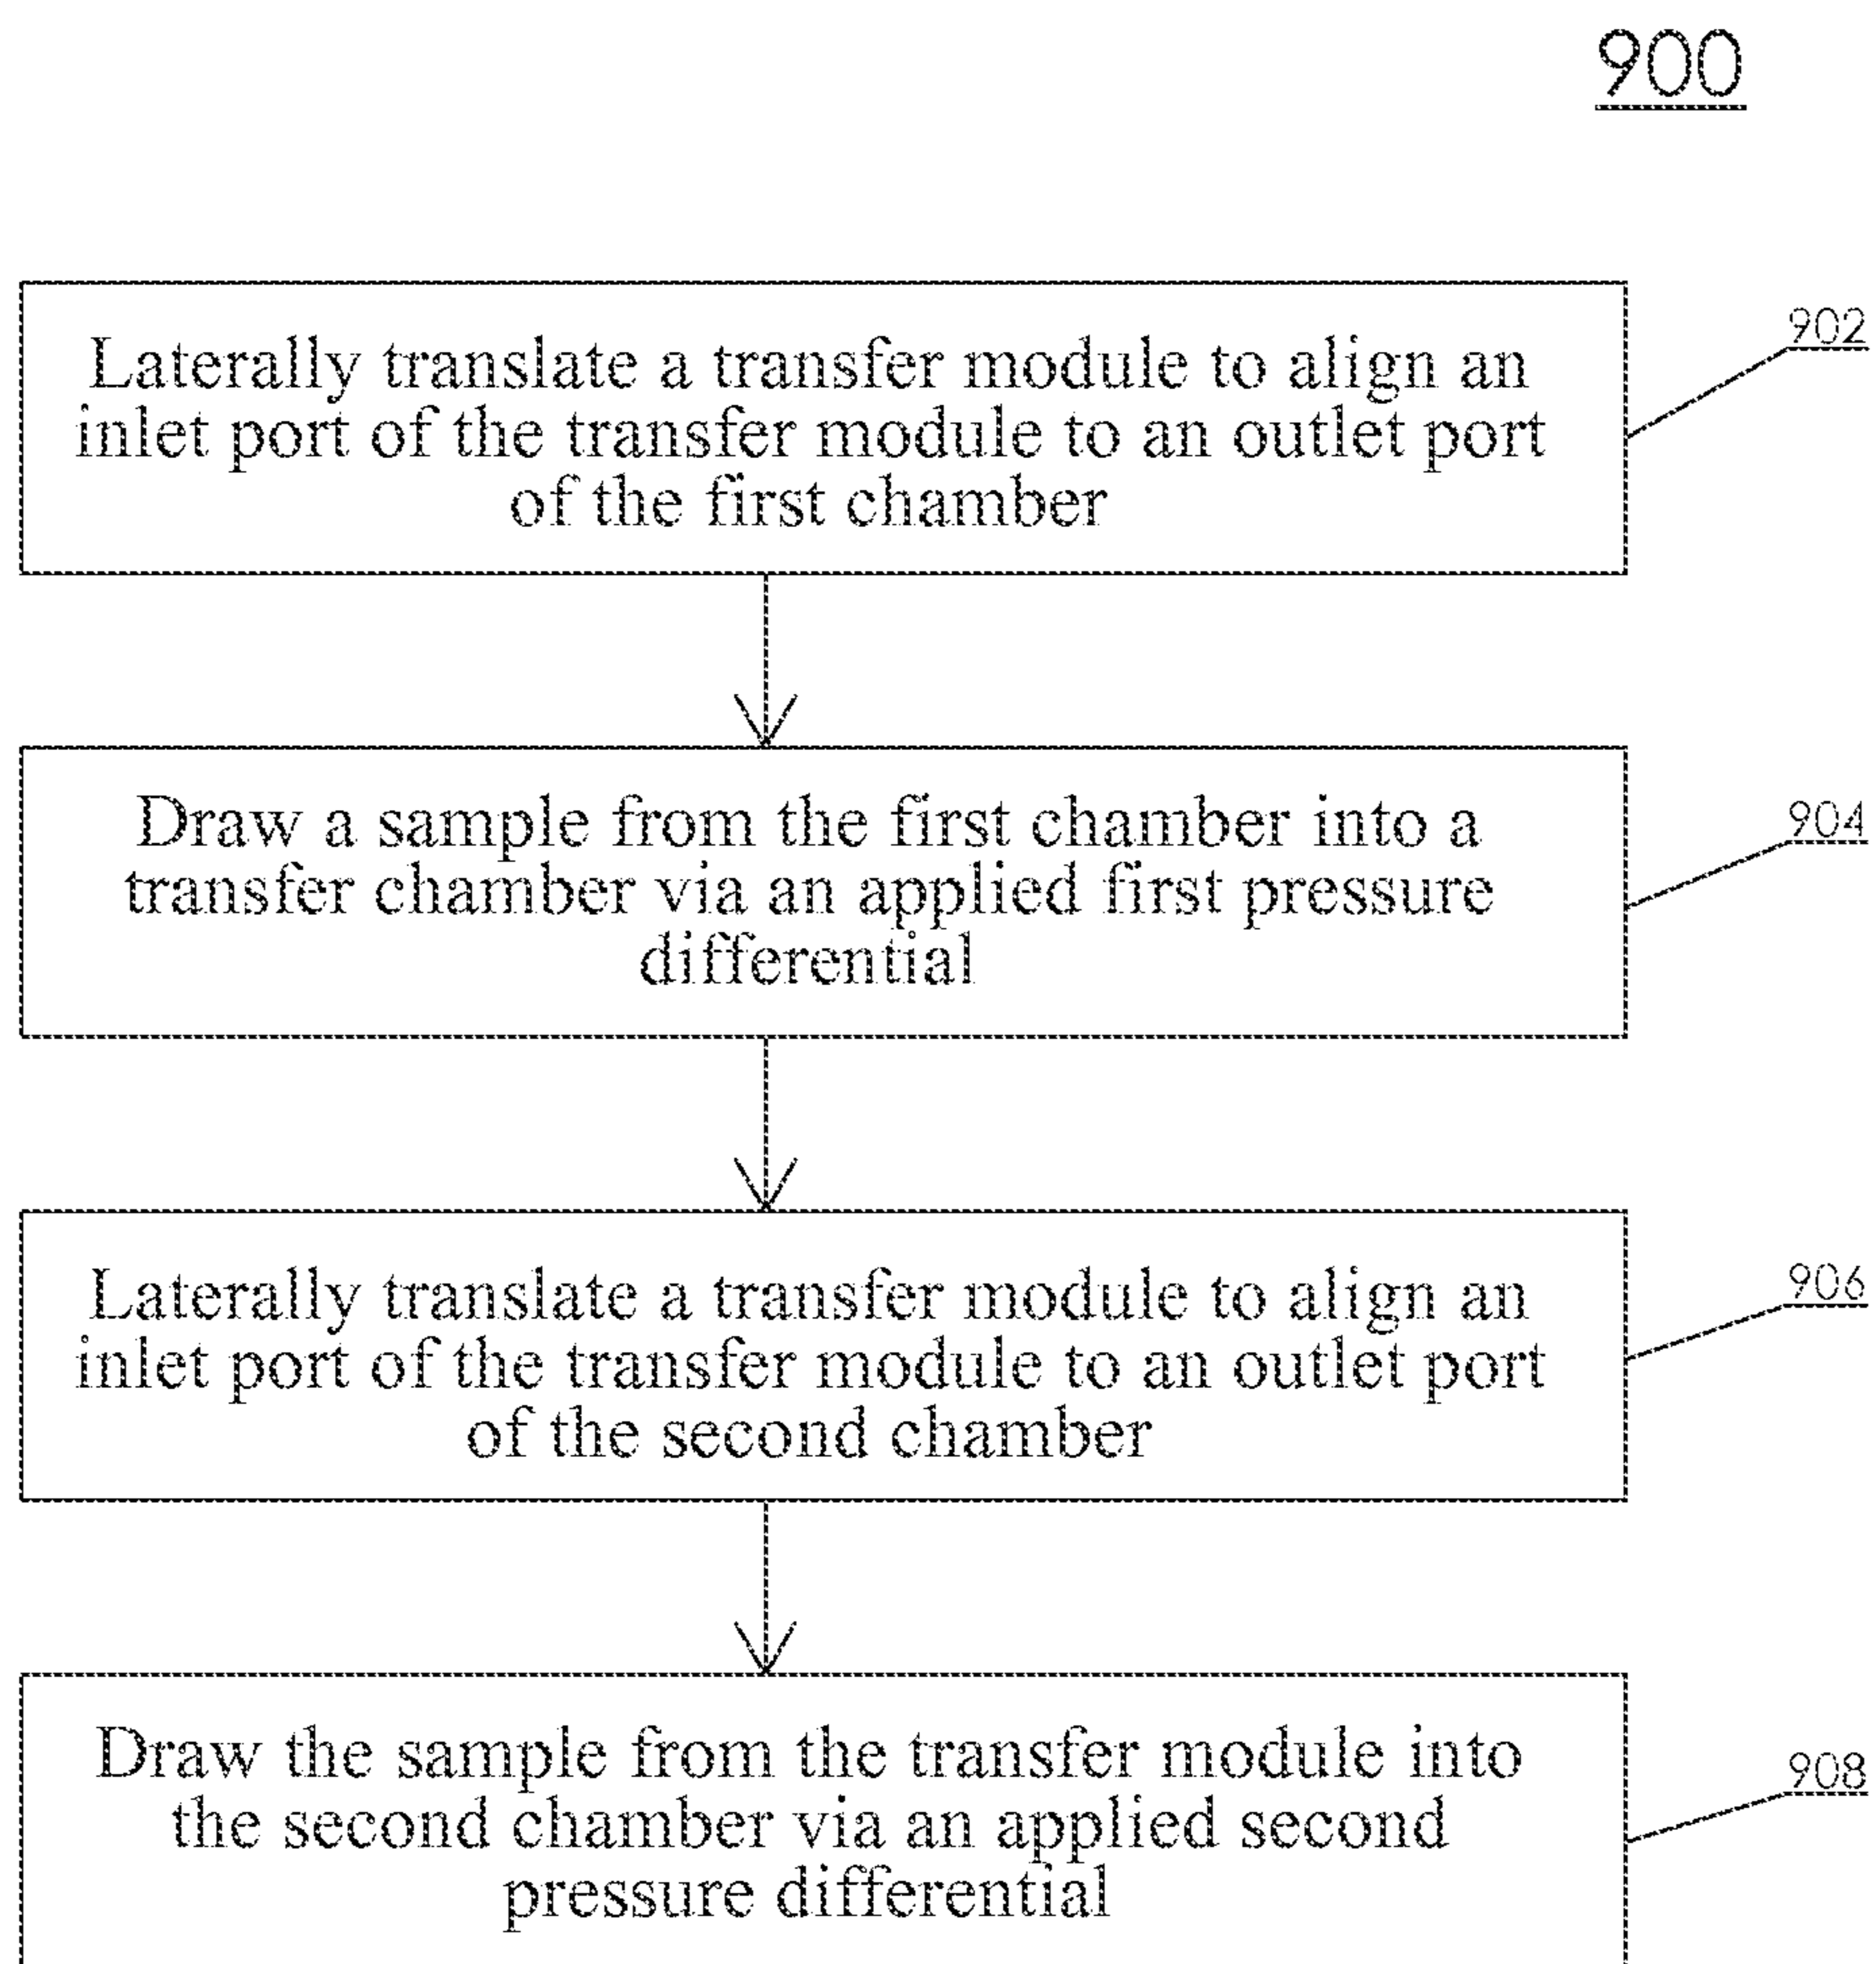 900
Laterally translate a transfer module to align an
inlet port of the transfer module to an outlet port
of the first chamber
902
Draw a sample from the first chamber into a
transfer chamber via an applied first pressure
differential
904
Laterally translate a transfer module to align an
inlet port of the transfer module to an outlet port
of the second chamber
906
Draw the sample from the transfer module into
the second chamber via an applied second
pressure differential
908